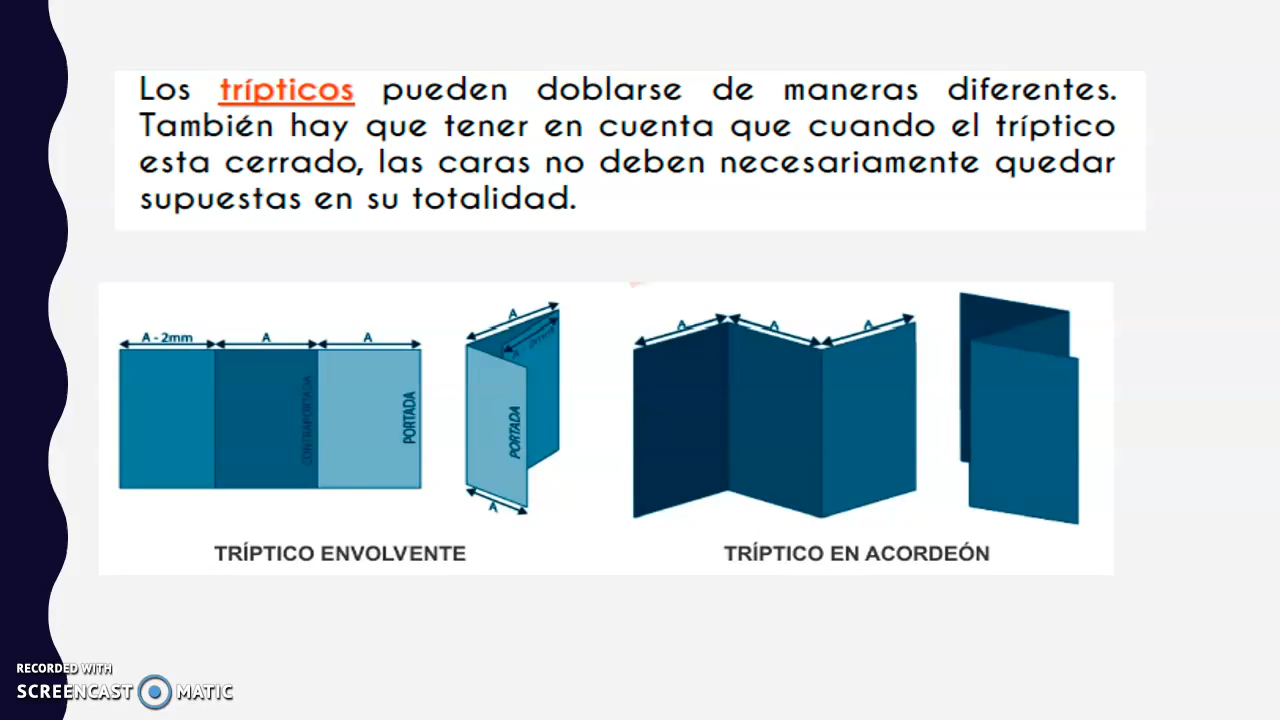 Los trípticos pueden doblarse de maneras diferentes.
También hay que tener en cuenta que cuando el tríptico
esta cerrado, las caras no deben necesariamente quedar
supuestas en su totalidad.
A - 2mm
A
A
CONTRAPORTADA
PORTADA
A
A - 2mm
PORTADA
A
TRÍPTICO ENVOLVENTE
A
A
A
TRÍPTICO EN ACORDEÓN
RECORDED WITH
SCREENCAST MATIC